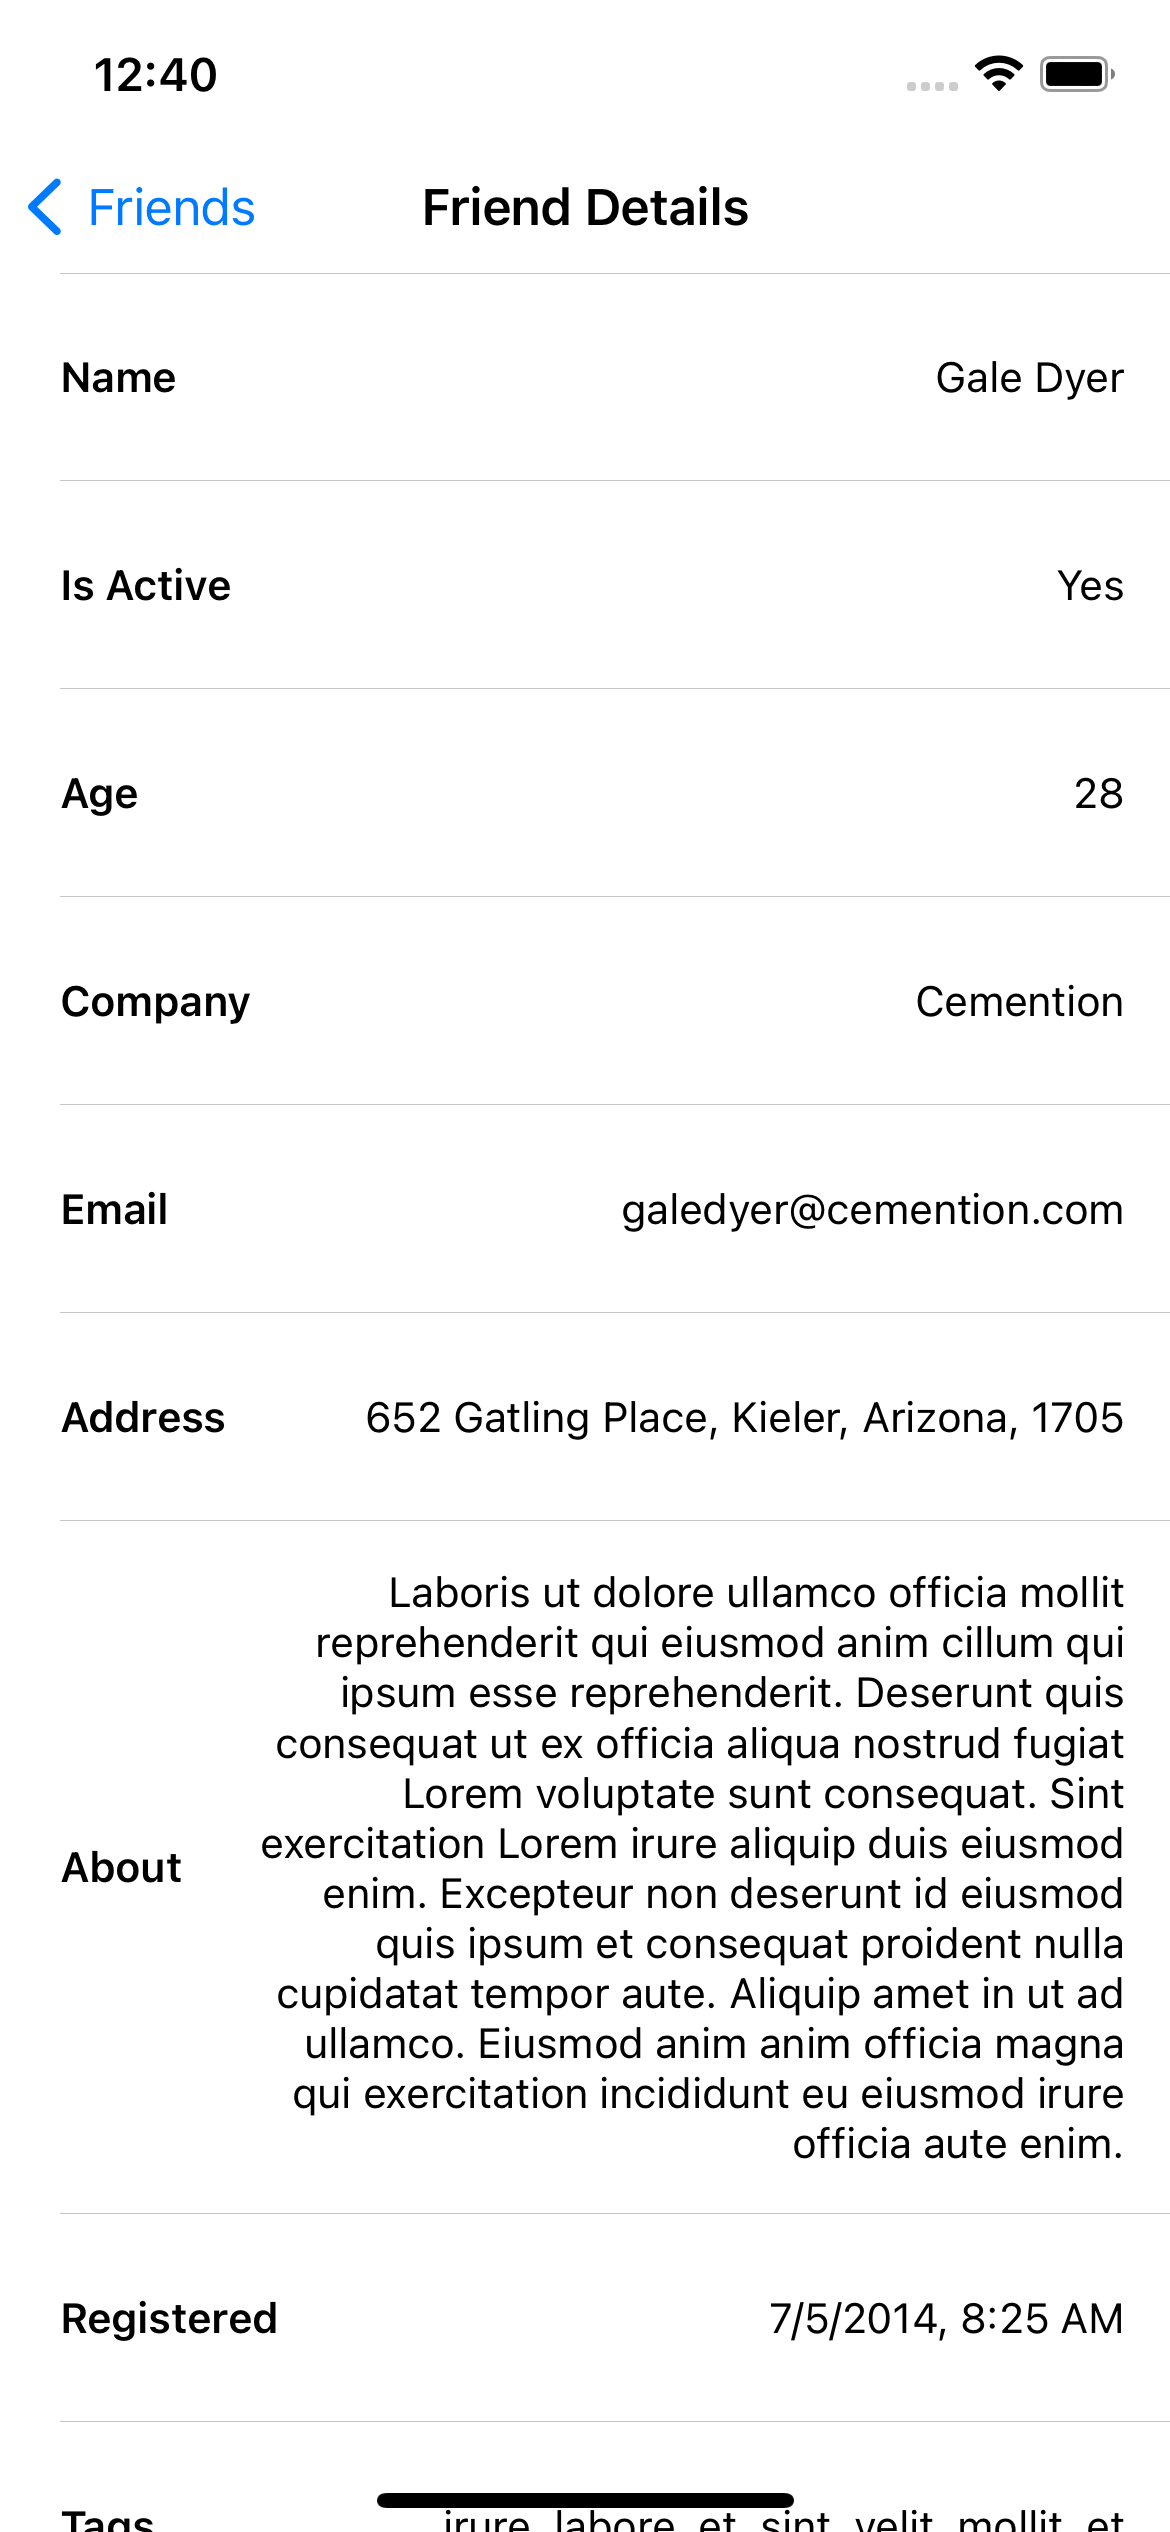 12:40
Friends
Friend Details
Name
Gale Dyer
Is Active
Yes
Age
28
Company
Cemention
Email
galedyer@cemention.com
Address
652 Gatling Place, Kieler, Arizona, 1705
About
Laboris ut dolore ullamco officia mollit
reprehenderit qui eiusmod anim cillum qui
ipsum esse reprehenderit. Deserunt quis
consequat ut ex officia aliqua nostrud fugiat
Lorem voluptate sunt consequat. Sint
exercitation Lorem irure aliquip duis eiusmod
enim. Excepteur non deserunt id eiusmod
quis ipsum et consequat proident nulla
cupidatat tempor aute. Aliquip amet in ut ad
ullamco. Eiusmod anim anim officia magna
qui exercitation incididunt eu eiusmod irure
officia aute enim.
Registered
7/5/2014, 8:25 AM
Tags
irure labore et sint velit mollit et